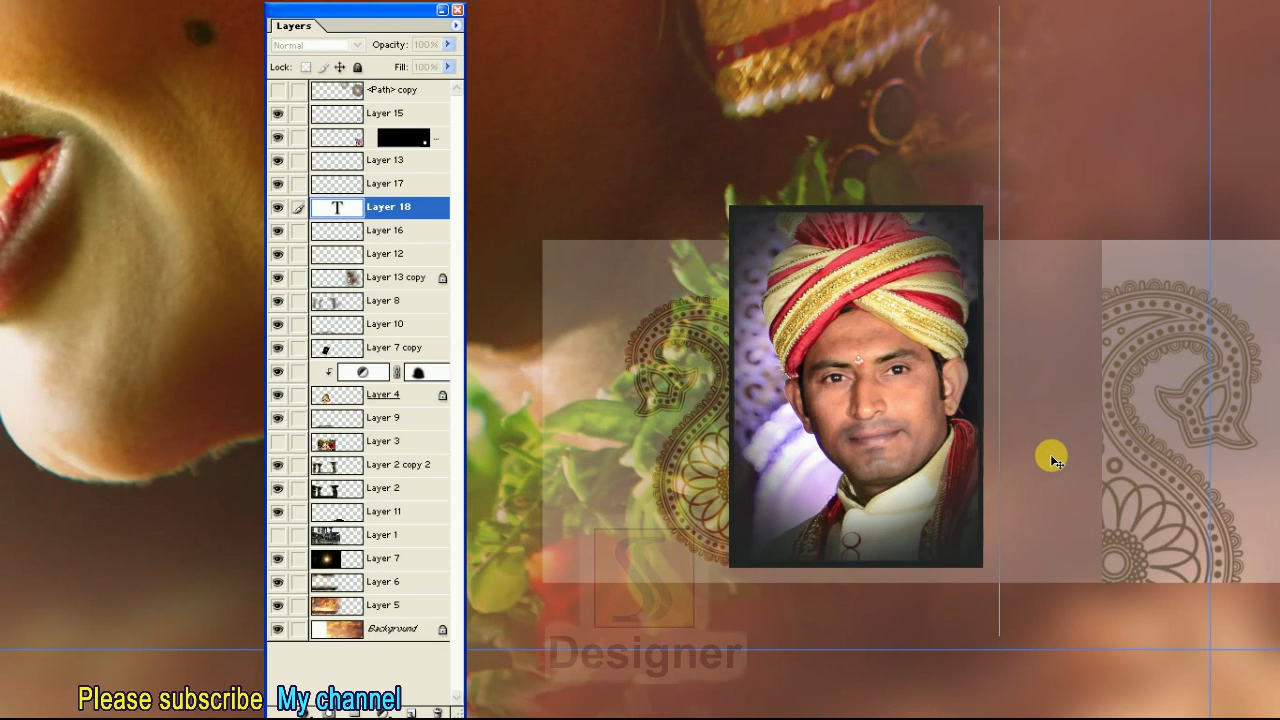 Layers
Normal
Opacity: 100%
Lock:
Fill: 100%
<Path> copy
Layer 15
...
Layer 13
Layer 17
T
Layer 18
Layer 16
Layer 12
Layer 13 copy
Layer 8
Layer 10
Layer 7 copy
Layer 4
Layer 9
Layer 3
Layer 2 copy 2
Layer 2
Layer 11
Layer 1
Layer 7
Layer 6
Layer 5
Background
Designer
Please subscribe My channel